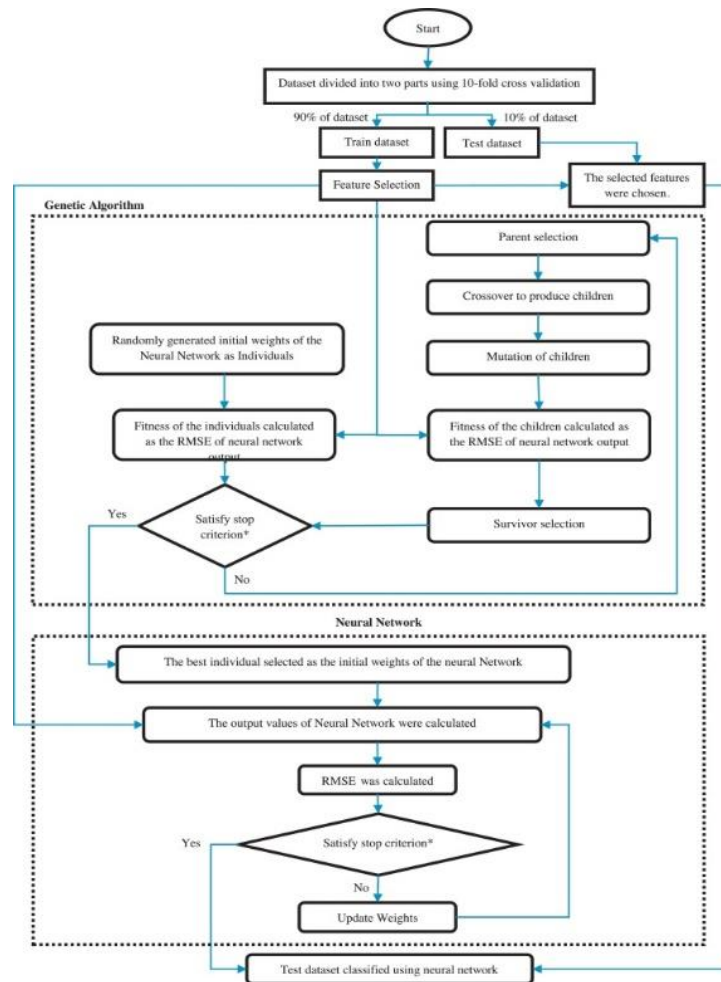 Start
Dataset divided into two parts using 10-fold cross validation
90% of dataset
10% of dataset
Train dataset
Test dataset
Feature Selection
The selected features
were chosen.
Genetic Algorithm
Parent selection
Crossover to produce children
Randomly generated initial weights of the
Neural Network as Individuals
Mutation of children
Fitness of the individuals calculated
as the RMSE of neural network
output
Fitness of the children calculated as
the RMSE of neural network output
Yes
Satisfy stop
criterion*
Survivor selection
No
Neural Network
The best individual selected as the initial weights of the neural Network
The output values of Neural Network were calculated
RMSE was calculated
Yes
Satisfy stop criterion*
No
Update Weights
Test dataset classified using neural network